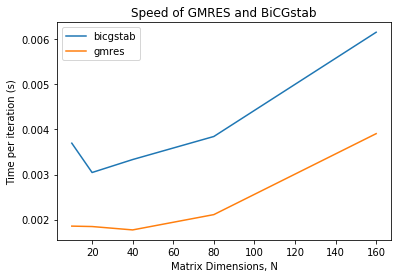 Speed of GMRES and BiCGstab
bicgstab
gmres
0.006
0.005
0.004
0.003
0.002
Time per iteration (s)
20 40 60 80 100 120 140 160
Matrix Dimensions, N